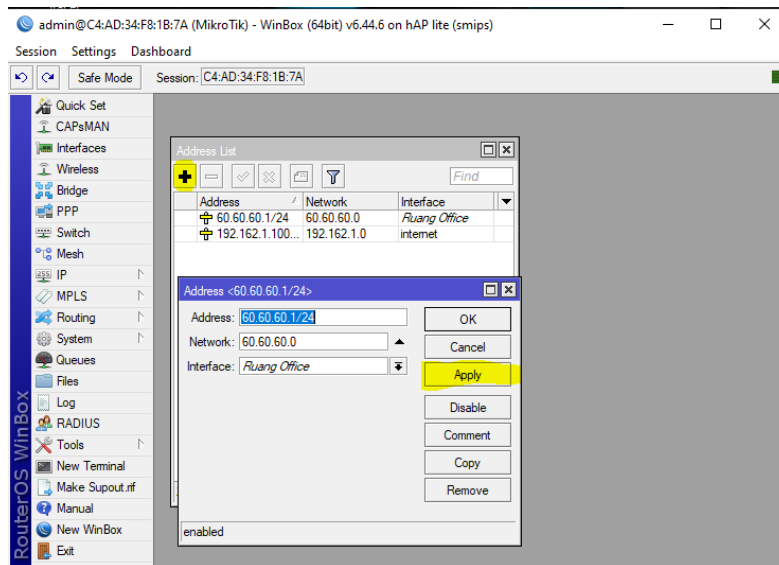 admin@C4:AD:34:F8:1B:7A (MikroTik) - WinBox (64bit) v6.44.6 on hAP lite (smips)
Session Settings Dashboard
Safe Mode Session: C4:AD:34:F8:1B:7A
Quick Set
CAPsMAN
Interfaces
Wireless
Bridge
PPP
Switch
Mesh
IP
MPLS
Routing
System
Queues
Files
Log
RADIUS
Tools
New Terminal
Make Supout.rif
Manual
New WinBox
Exit
RouterOS WinBox
Address List
Find
Address Network Interface
60.60.60.1/24 60.60.60.0 Ruang Office
192.162.1.100... 192.162.1.0 internet
Address <60.60.60.1/24>
Address: 60.60.60.1/24
Network: 60.60.60.0
Interface: Ruang Office
OK
Cancel
Apply
Disable
Comment
Copy
Remove
enabled